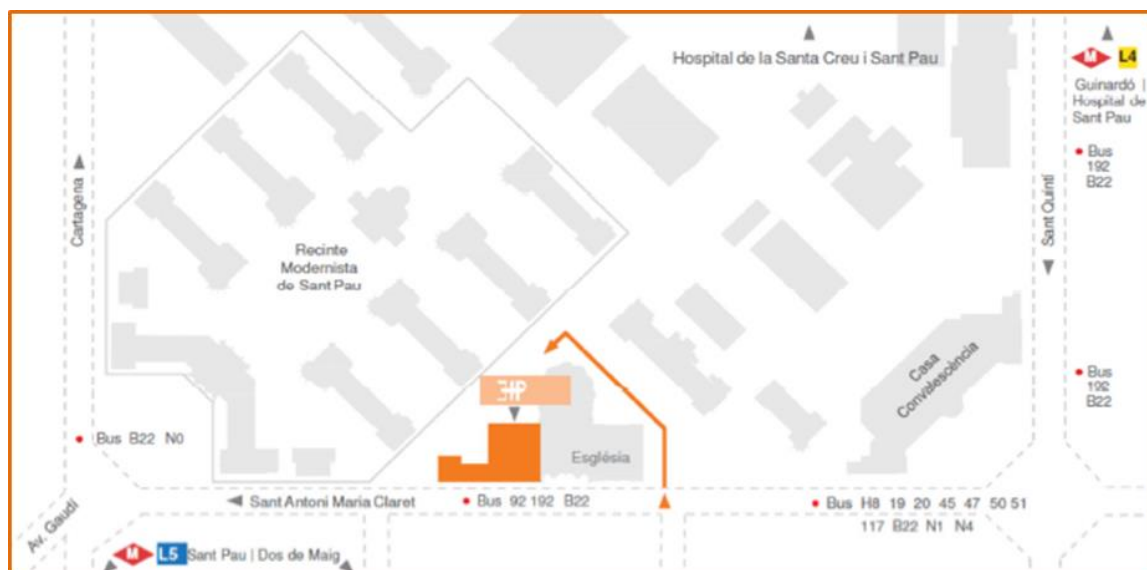 Hospital de la Santa Creu i Sant Pau
M L4
Guinardó |
Hospital de
Sant Pau
Bus
192
B22
Cartagena
Sant Quintí
Recinte
Modernista
de Sant Pau
Casa
Convalescència
Bus
192
B22
Bus B22 N0
Església
Sant Antoni Maria Claret
Bus 92 192 B22
Bus H8 19 20 45 47 50 51
117 B22 N1 N4
Av. Gaudí
M L5 Sant Pau | Dos de Maig